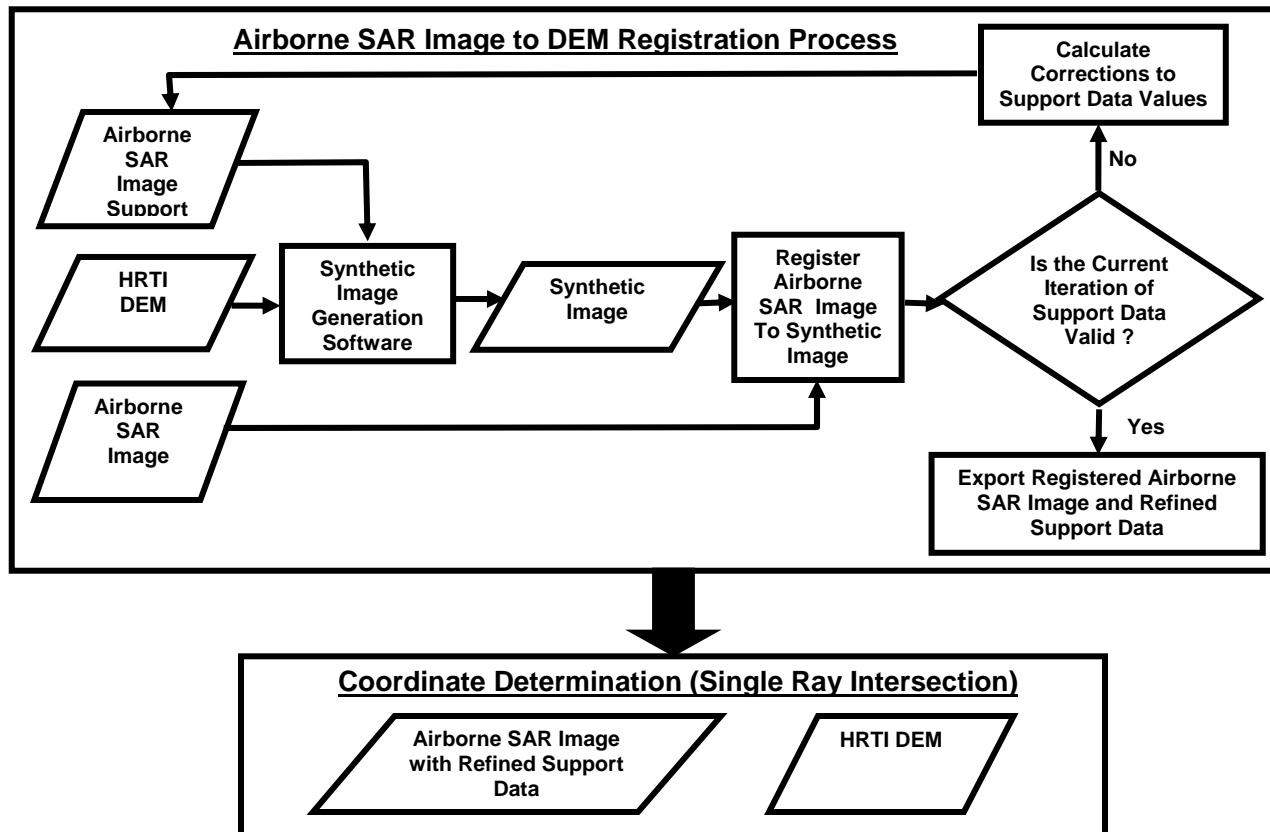 Airborne SAR Image to DEM Registration Process
Calculate
Corrections to
Support Data Values
Airborne
SAR
Image
Support
No
HRTI
DEM
Synthetic
Image
Generation
Software
Synthetic
Image
Register
Airborne
SAR Image
To Synthetic
Image
Is the Current
Iteration of
Support Data
Valid ?
Airborne
SAR
Image
Yes
Export Registered Airborne
SAR Image and Refined
Support Data
Coordinate Determination (Single Ray Intersection)
Airborne SAR Image
with Refined Support
Data
HRTI DEM